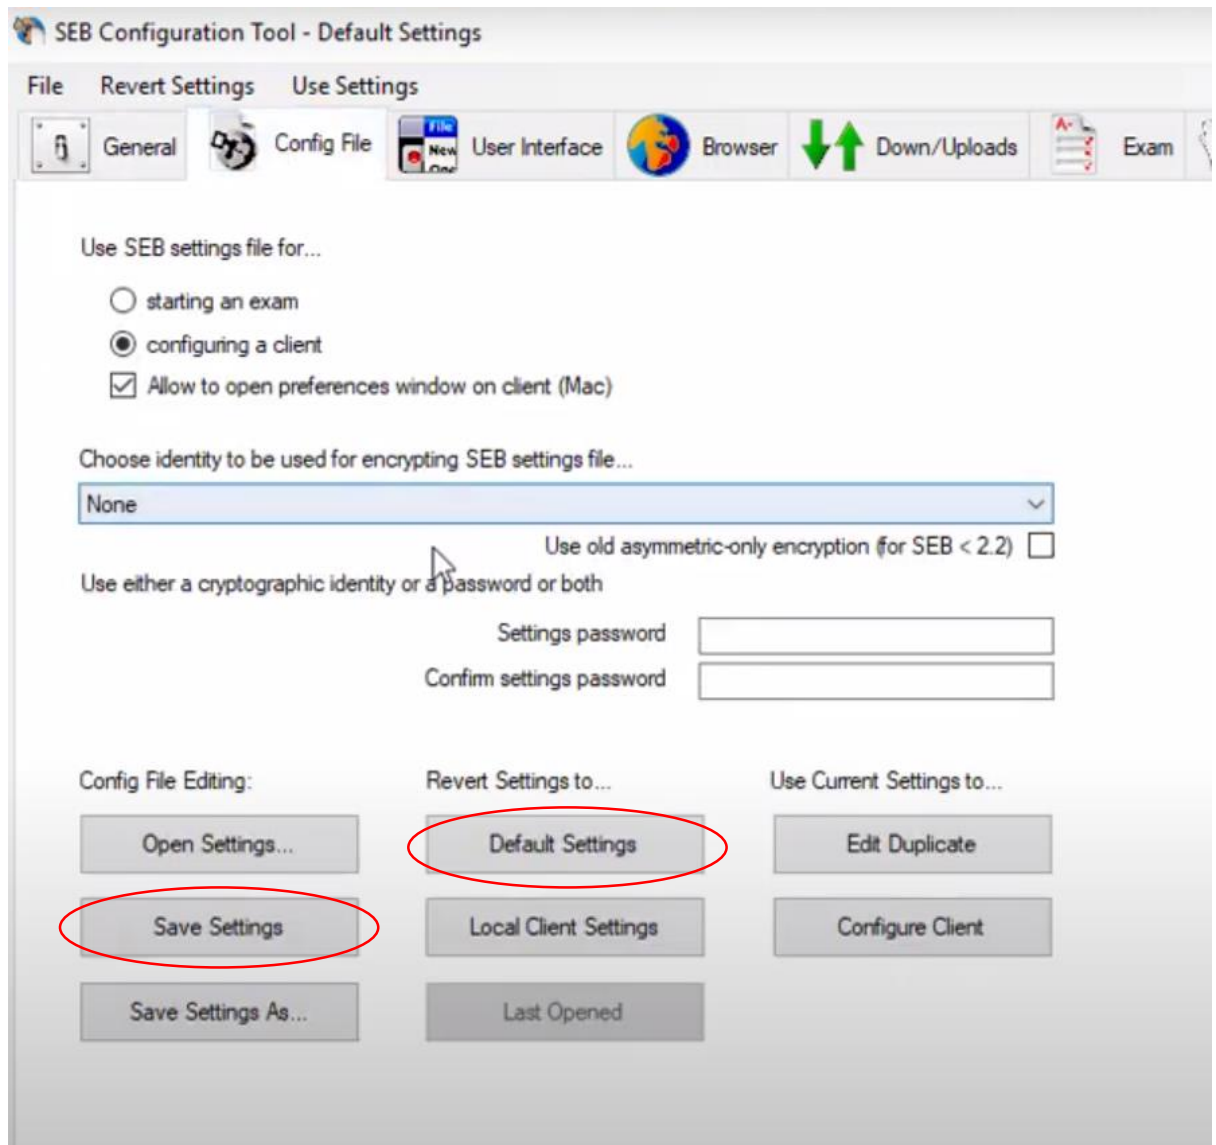 SEB Configuration Tool - Default Settings
File Revert Settings Use Settings
General Config File File New User Interface Browser Down/Uploads A- Exam
Use SEB settings file for...
starting an exam
configuring a client
Allow to open preferences window on client (Mac)
Choose identity to be used for encrypting SEB settings file...
None
Use old asymmetric-only encryption (for SEB < 2.2)
Use either a cryptographic identity or a password or both
Settings password
Confirm settings password
Config File Editing: Revert Settings to... Use Current Settings to...
Open Settings... Default Settings Edit Duplicate
Save Settings Local Client Settings Configure Client
Save Settings As... Last Opened